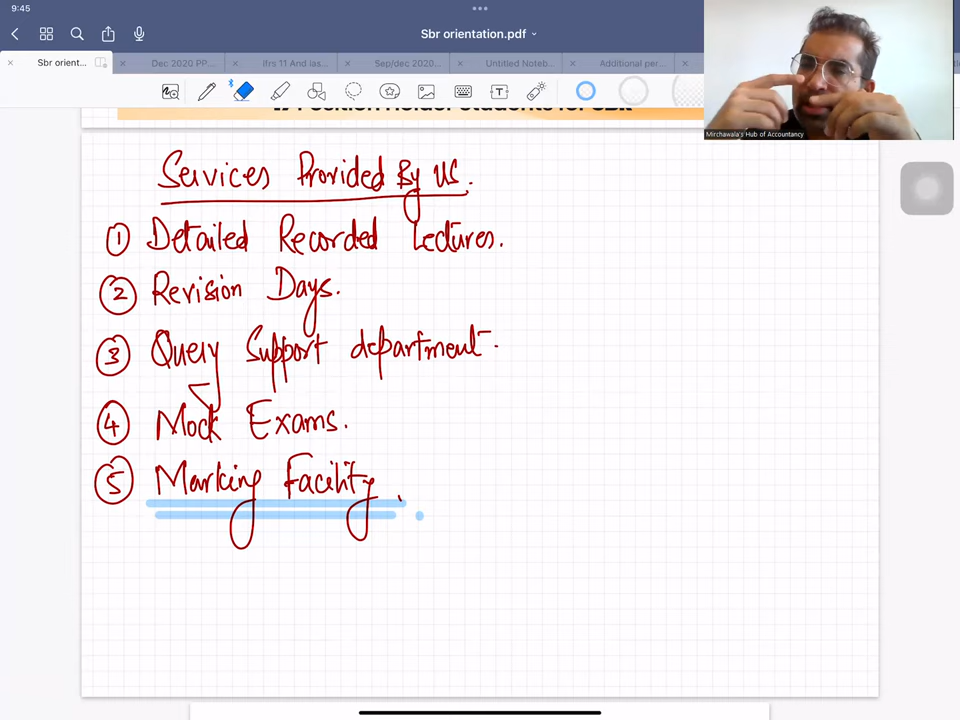 9:45
Sbr orientation.pdf
Sbr orient...
Dec 2020 PP...
ifrs 11 And las...
Sep/dec 2020...
Untitled Noteb...
Additional per...
Mirchawala's Hub of Accountancy
Services Provided By US.
① Detailed Recorded Lectures.
② Revision Days.
③ Query Support department.
④ Mock Exams.
⑤ Marking Facility.